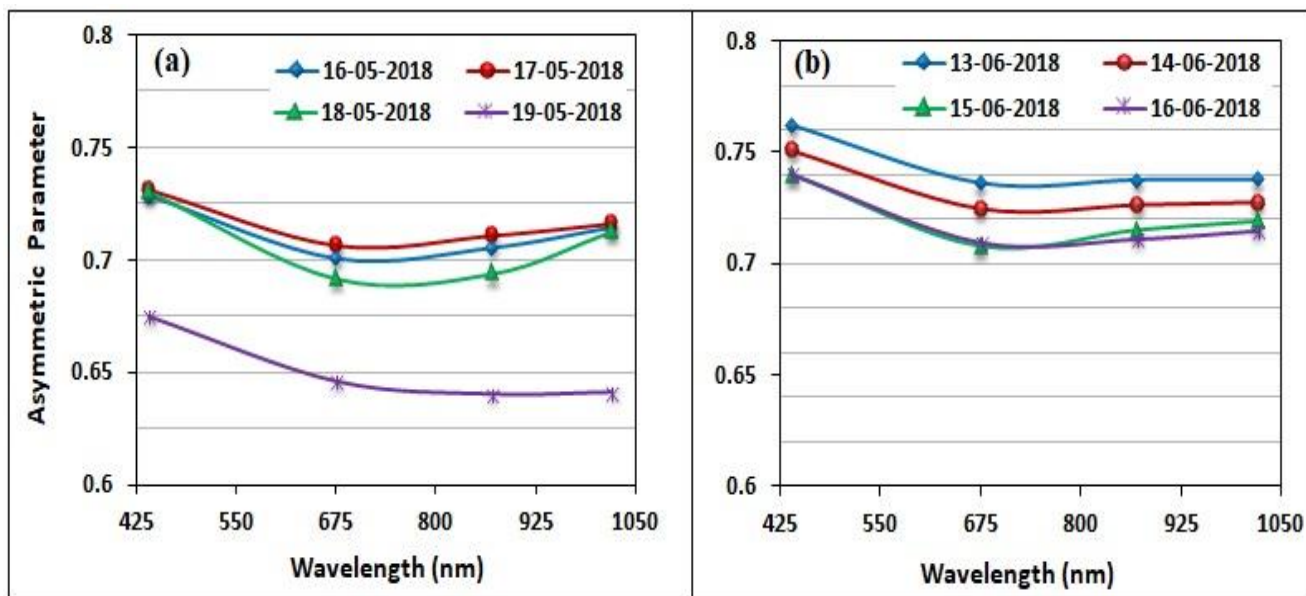 (a)
16-05-2018 17-05-2018
18-05-2018 19-05-2018
Asymmetric Parameter
0.8
0.75
0.7
0.65
0.6
425 550 675 800 925 1050
Wavelength (nm)
(b)
13-06-2018 14-06-2018
15-06-2018 16-06-2018
0.8
0.75
0.7
0.65
0.6
425 550 675 800 925 1050
Wavelength (nm)